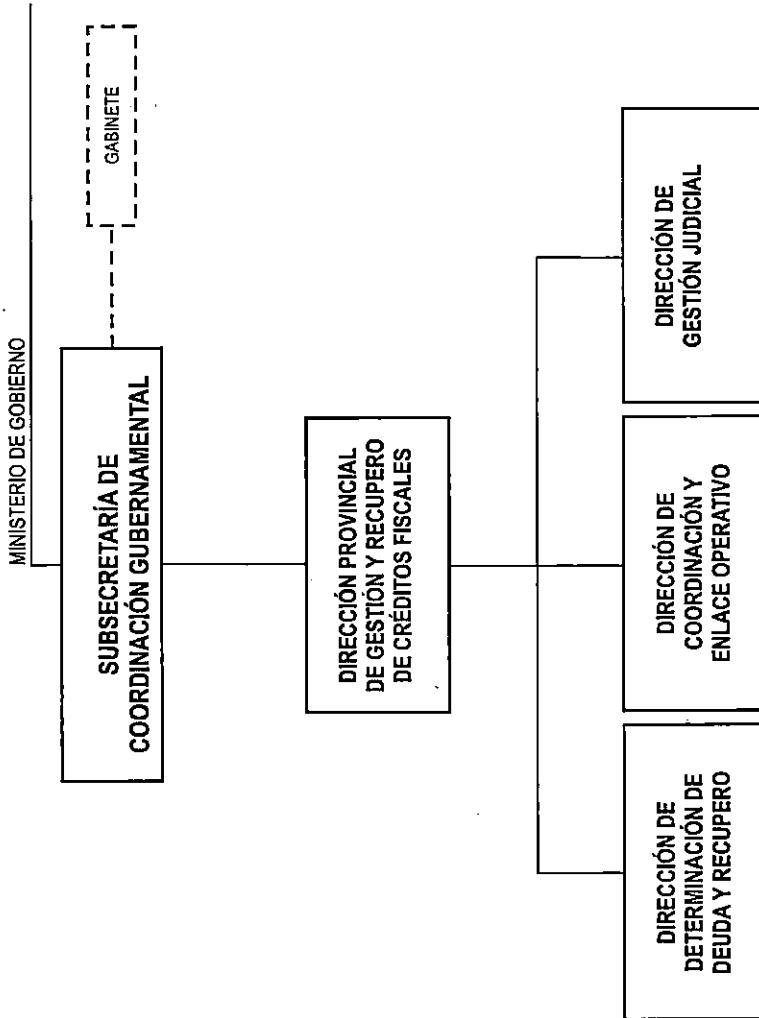 MINISTERIO DE GOBIERNO
SUBSECRETARÍA DE
COORDINACIÓN GUBERNAMENTAL
GABINETE
DIRECCIÓN PROVINCIAL
DE GESTIÓN Y RECUPERO
DE CRÉDITOS FISCALES
DIRECCIÓN DE
DETERMINACIÓN DE
DEUDA Y RECUPERO
DIRECCIÓN DE
COORDINACIÓN Y
ENLACE OPERATIVO
DIRECCIÓN DE
GESTIÓN JUDICIAL